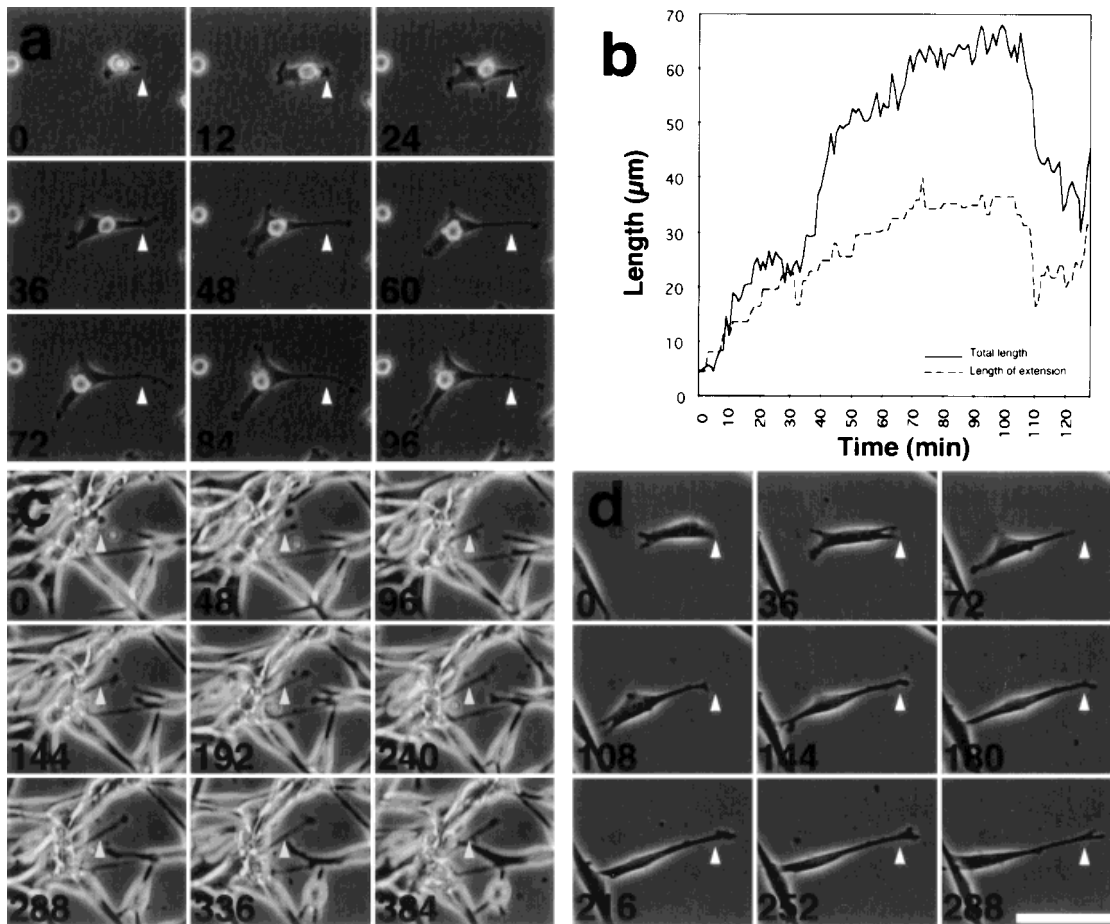 a
0 12 24
36 48 60
72 84 96
b
Length (µm)
70
60
50
40
30
20
10
0
Total length
Length of extension
0 10 20 30 40 50 60 70 80 90 100 110 120
Time (min)
c
0 48 96
144 192 240
288 336 384
d
0 36 72
108 144 180
216 252 288